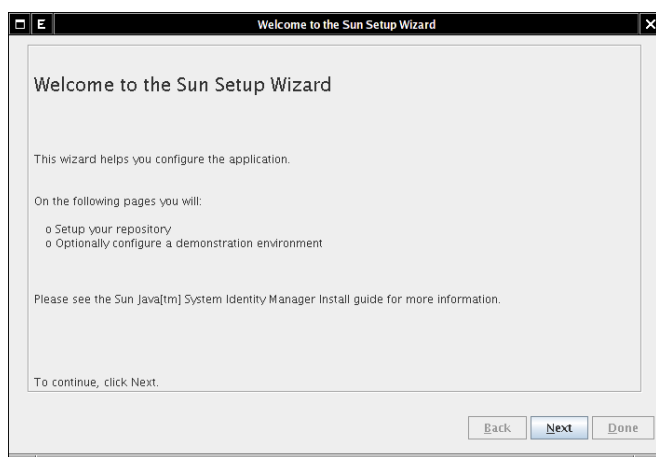 E Welcome to the Sun Setup Wizard
Welcome to the Sun Setup Wizard
This wizard helps you configure the application.
On the following pages you will:
o Setup your repository
o Optionally configure a demonstration environment
Please see the Sun Java[tm] System Identity Manager Install guide for more information.
To continue, click Next.
Back Next Done